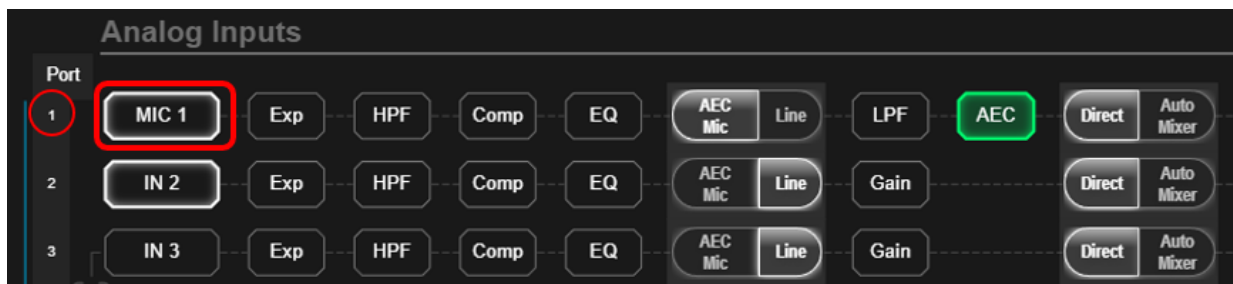 Analog Inputs
Port
1 MIC 1 Exp HPF Comp EQ AEC Mic Line LPF AEC Direct Auto Mixer
2 IN 2 Exp HPF Comp EQ AEC Mic Line Gain Direct Auto Mixer
3 IN 3 Exp HPF Comp EQ AEC Mic Line Gain Direct Auto Mixer